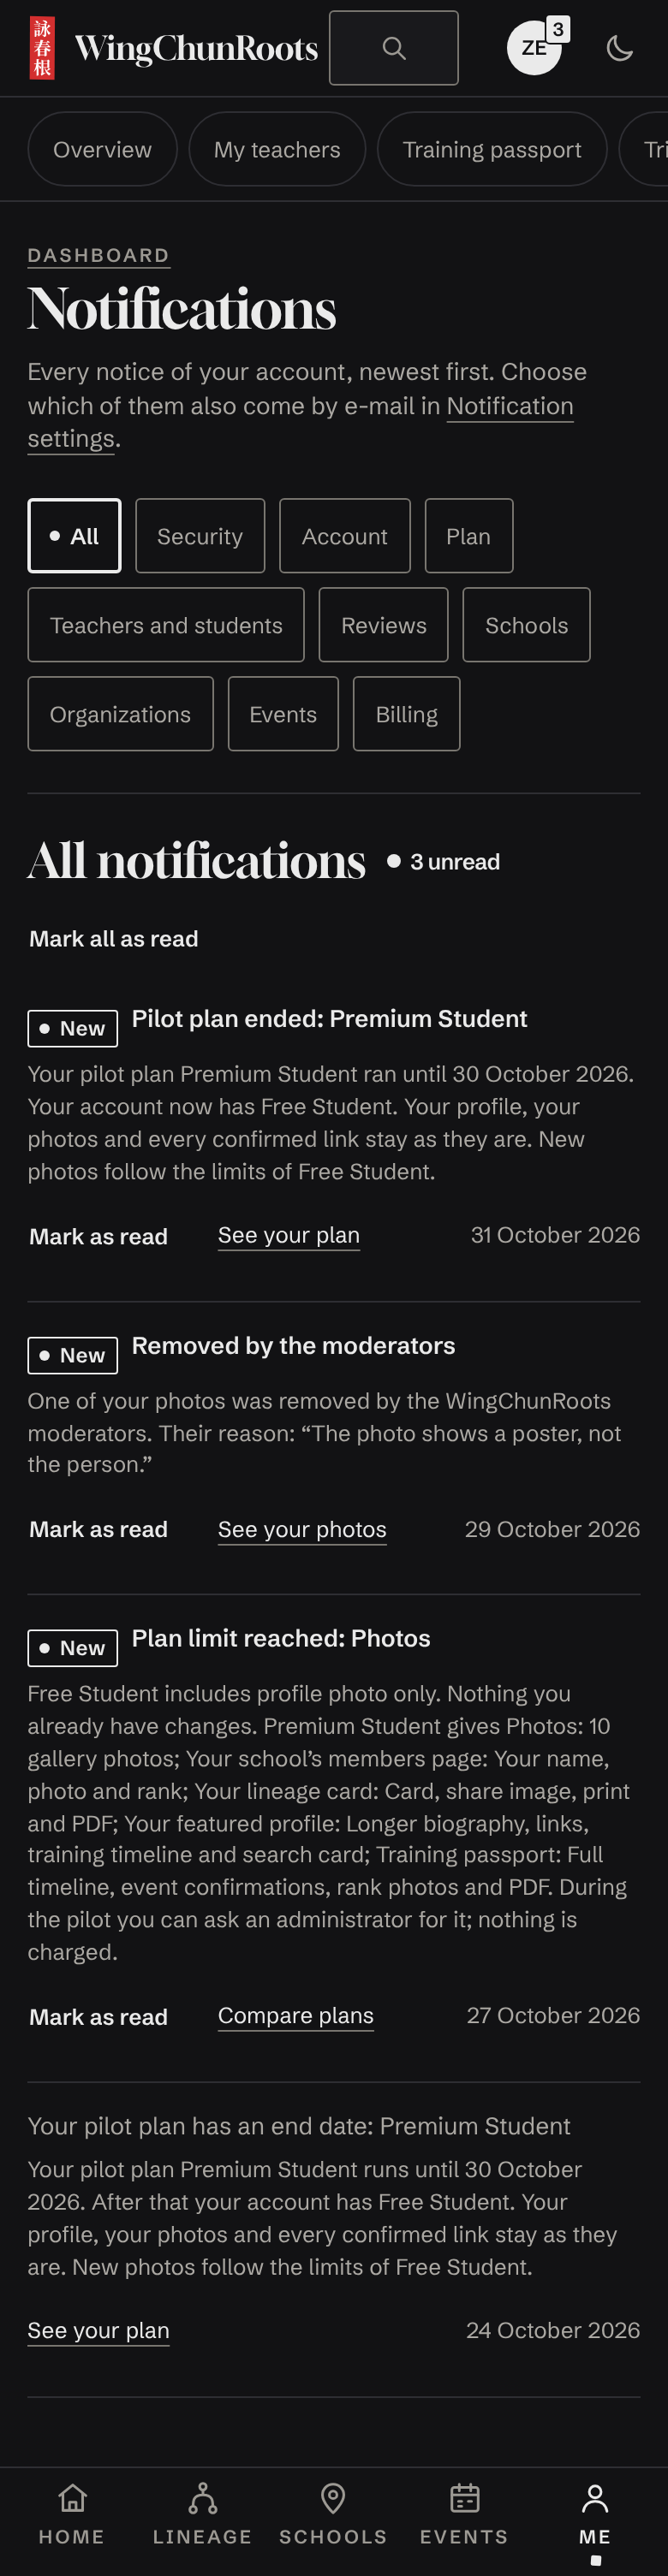 詠春根
WingChunRoots
ZE
3
Overview
My teachers
Training passport
Tri
DASHBOARD
Notifications
Every notice of your account, newest first. Choose
which of them also come by e-mail in Notification
settings.
All
Security
Account
Plan
Teachers and students
Reviews
Schools
Organizations
Events
Billing
All notifications
3 unread
Mark all as read
New
Pilot plan ended: Premium Student
Your pilot plan Premium Student ran until 30 October 2026.
Your account now has Free Student. Your profile, your
photos and every confirmed link stay as they are. New
photos follow the limits of Free Student.
Mark as read
See your plan
31 October 2026
New
Removed by the moderators
One of your photos was removed by the WingChunRoots
moderators. Their reason: “The photo shows a poster, not
the person.”
Mark as read
See your photos
29 October 2026
New
Plan limit reached: Photos
Free Student includes profile photo only. Nothing you
already have changes. Premium Student gives Photos: 10
gallery photos; Your school’s members page: Your name,
photo and rank; Your lineage card: Card, share image, print
and PDF; Your featured profile: Longer biography, links,
training timeline and search card; Training passport: Full
timeline, event confirmations, rank photos and PDF. During
the pilot you can ask an administrator for it; nothing is
charged.
Mark as read
Compare plans
27 October 2026
Your pilot plan has an end date: Premium Student
Your pilot plan Premium Student runs until 30 October
2026. After that your account has Free Student. Your
profile, your photos and every confirmed link stay as they
are. New photos follow the limits of Free Student.
See your plan
24 October 2026
HOME
LINEAGE
SCHOOLS
EVENTS
ME